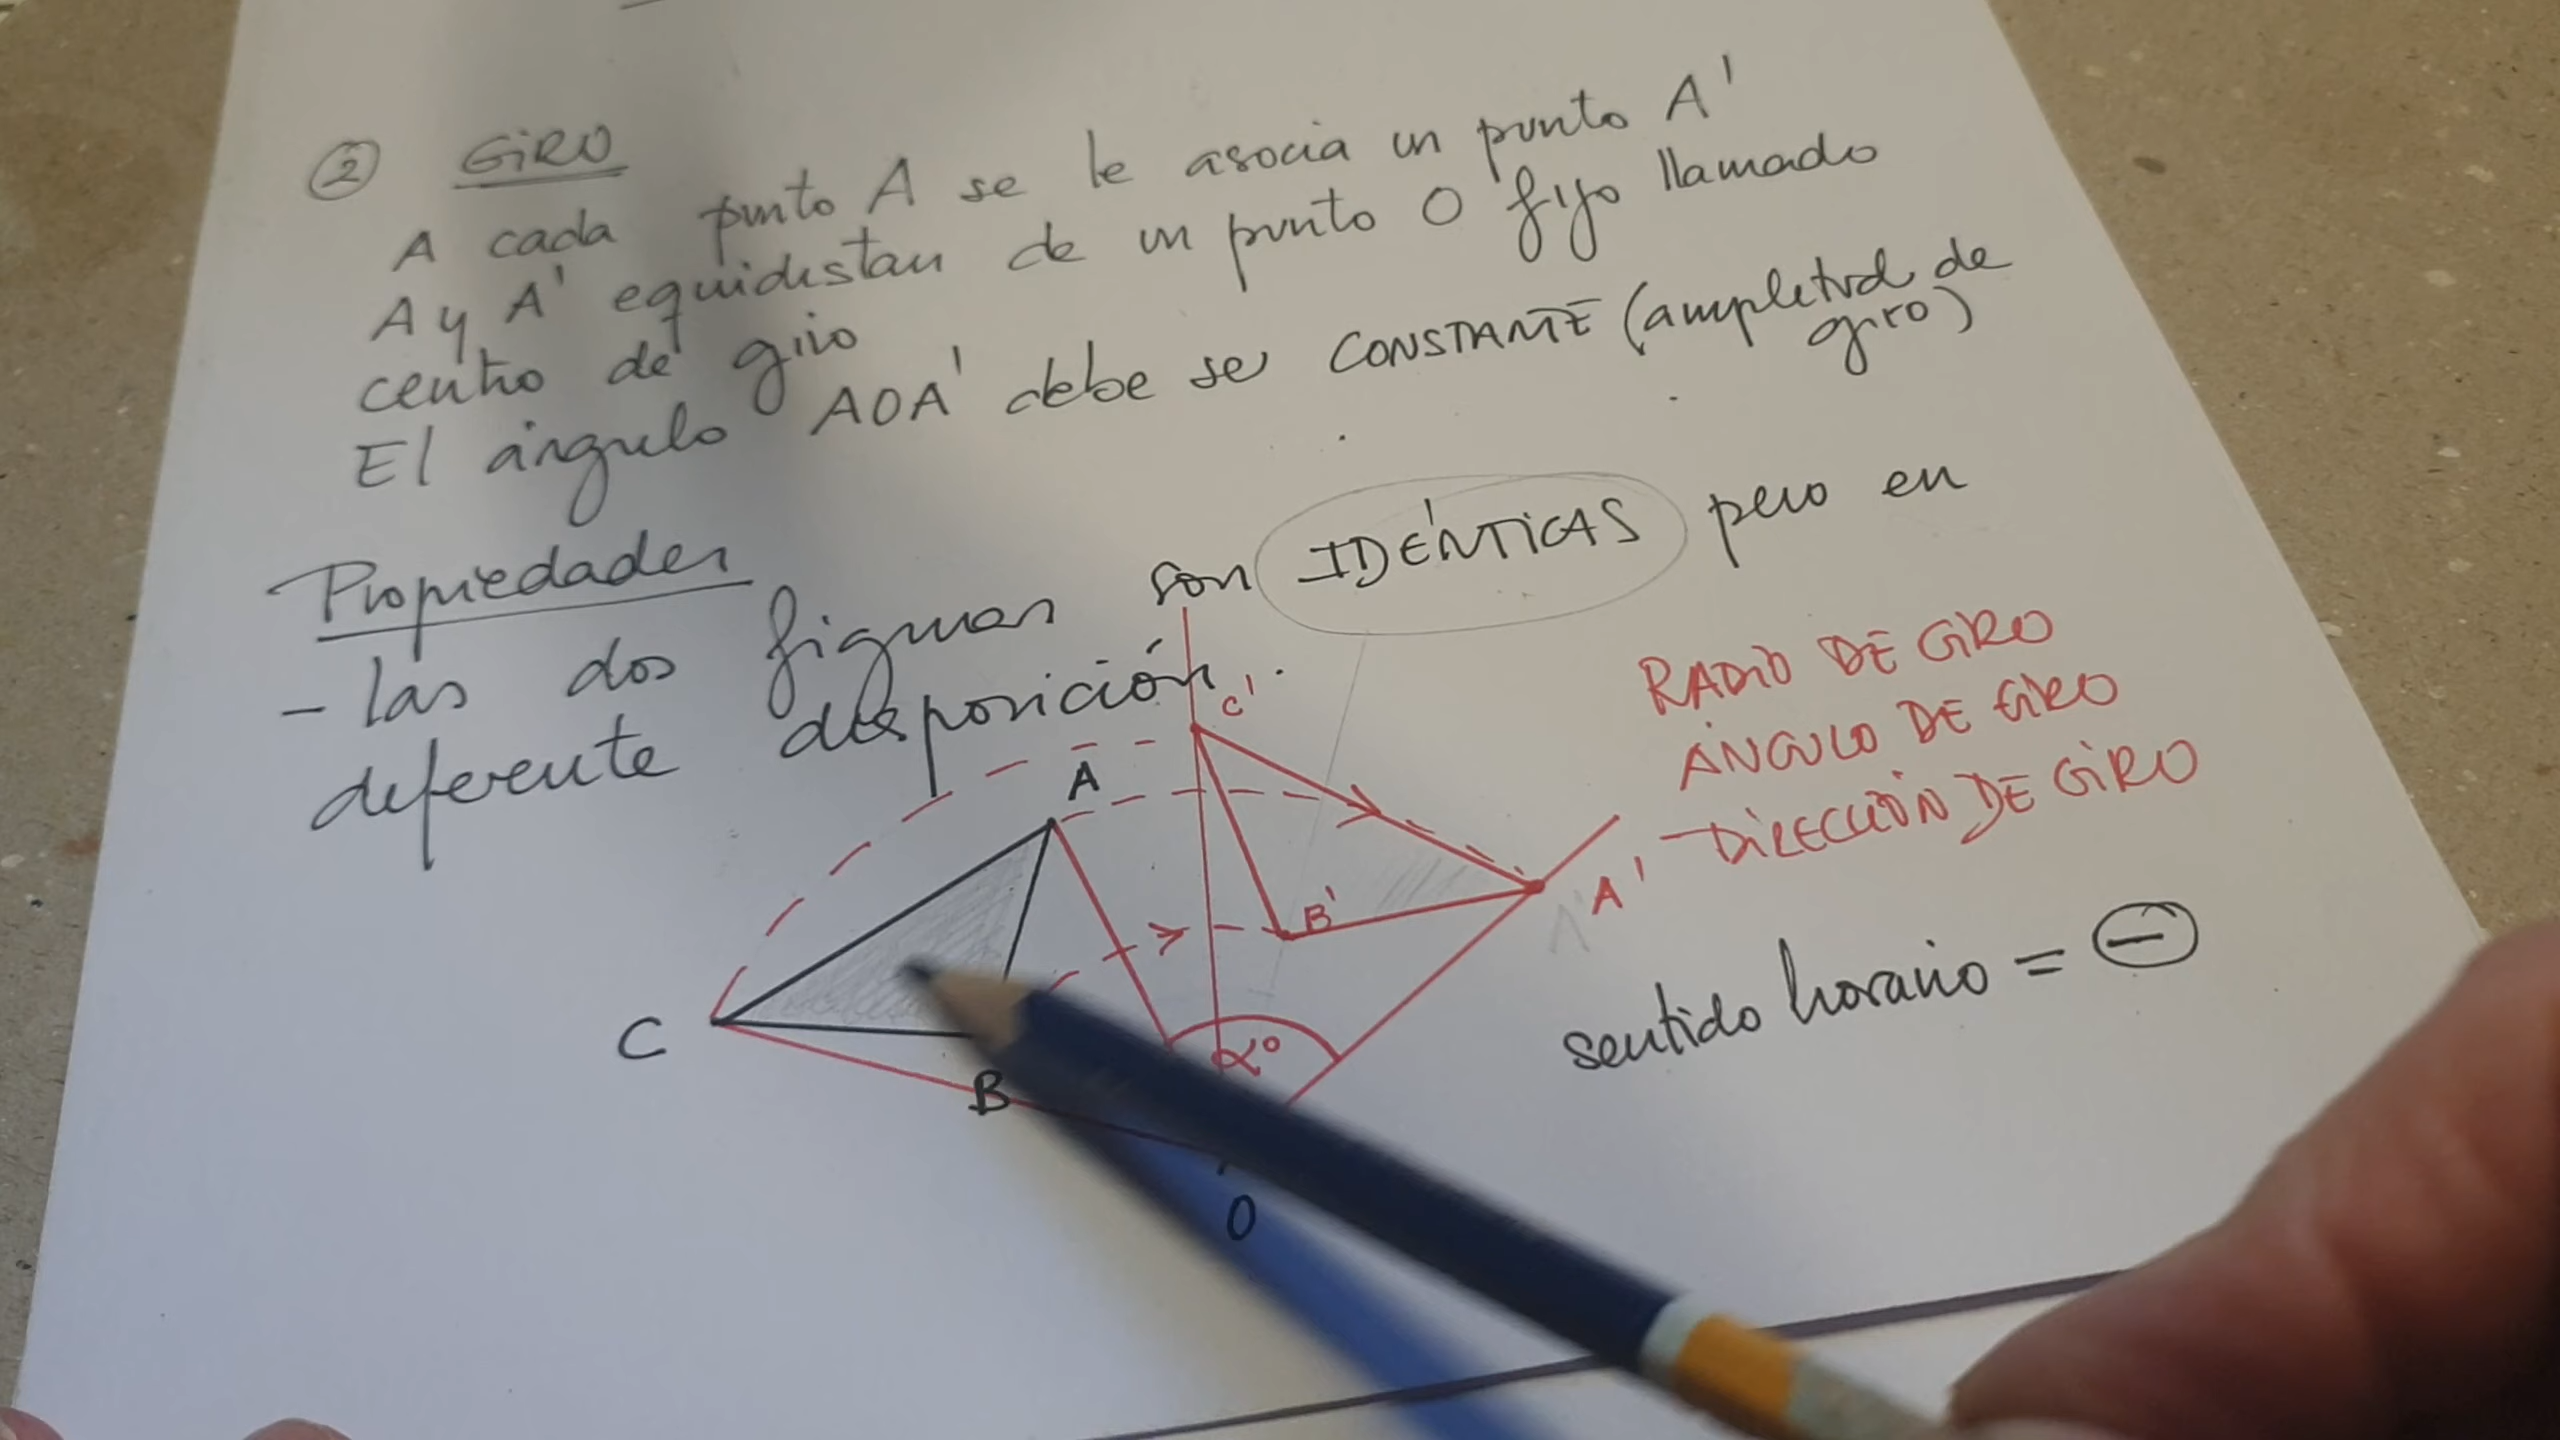 ② GIRO
A cada punto A se le asocia un punto A'
A y A' equidistan de un punto O fijo llamado
centro de giro
El ángulo AOA' debe ser CONSTANTE (amplitud de
giro)
Propiedades
- las dos figuras son IDÉNTICAS pero en
diferente disposición.
RADIO DE GIRO
ÁNGULO DE GIRO
DIRECCIÓN DE GIRO
sentido horario = ⊖
C'
A
B'
A'
C
B
α°
O